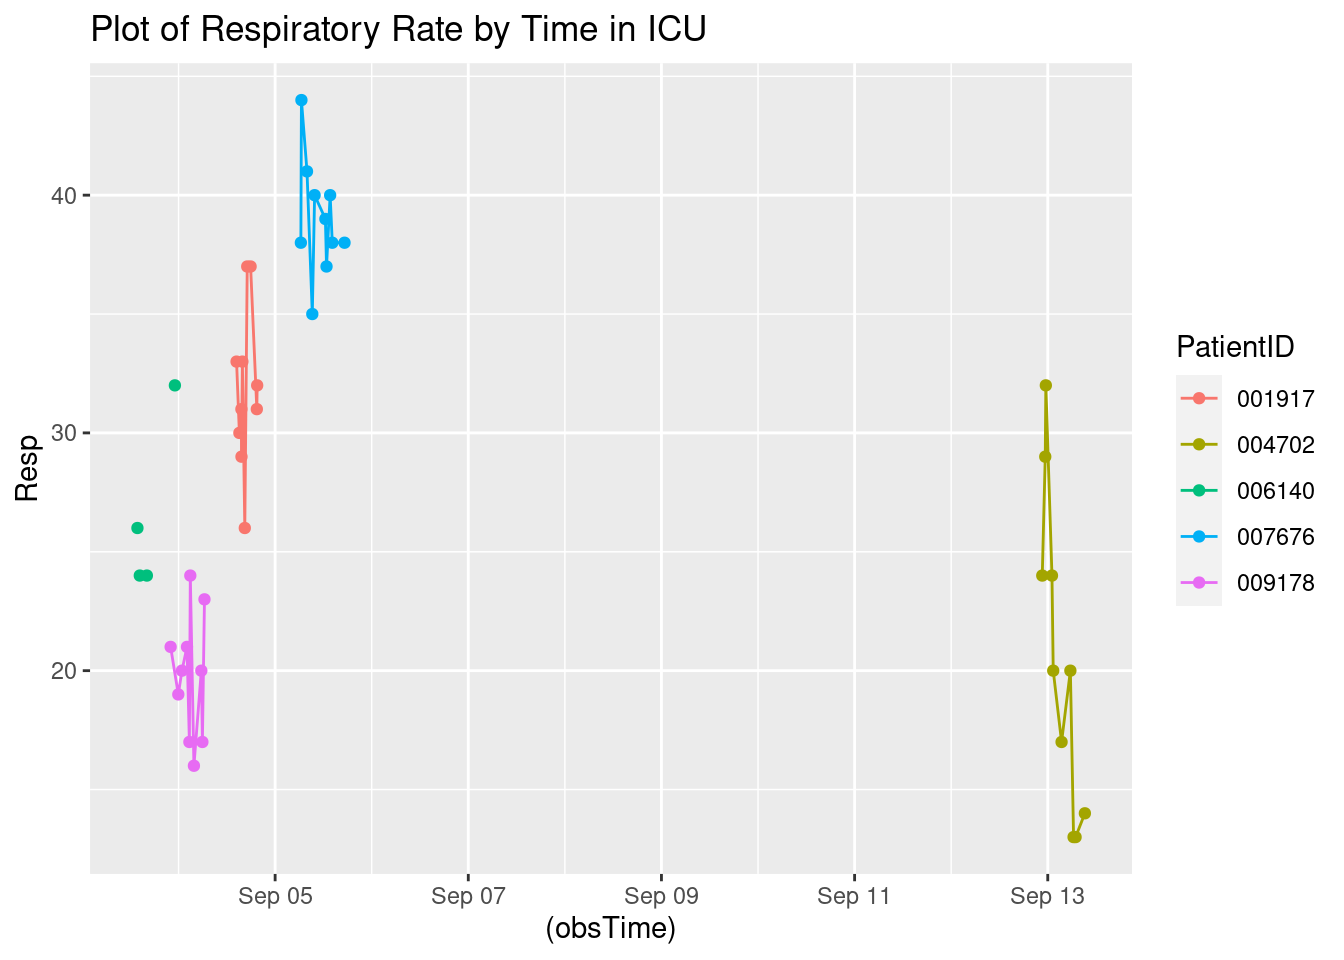 Plot of Respiratory Rate by Time in ICU
40
30
20
Resp
Sep 05
Sep 07
Sep 09
Sep 11
Sep 13
(obsTime)
PatientID
001917
004702
006140
007676
009178